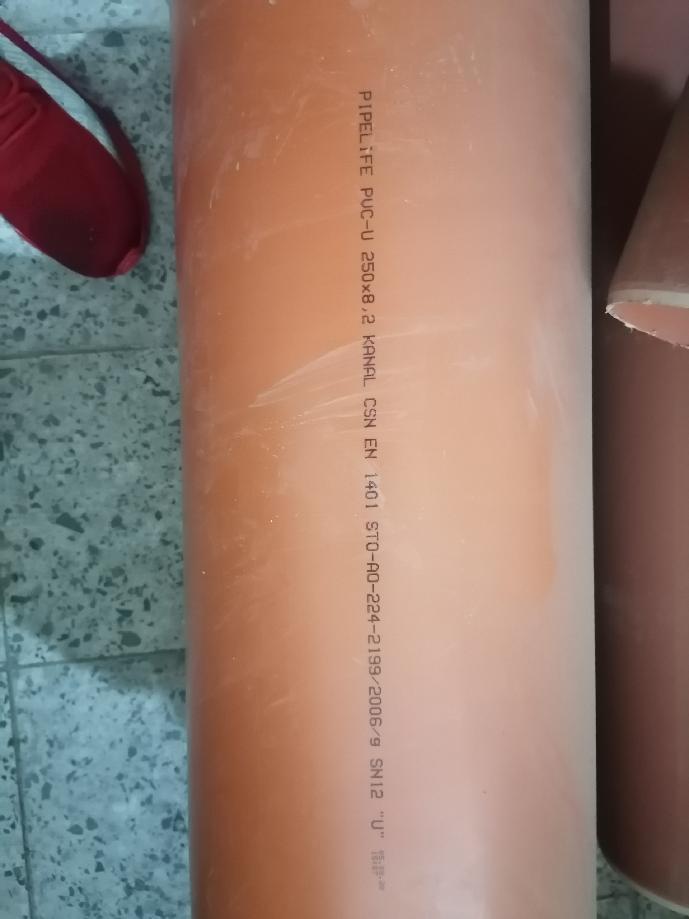 PIPELiFE PVC-U 250x8,2 KANAL CSN EN 1401 STO-AO-224-2199/2006/9 SN12 "U"